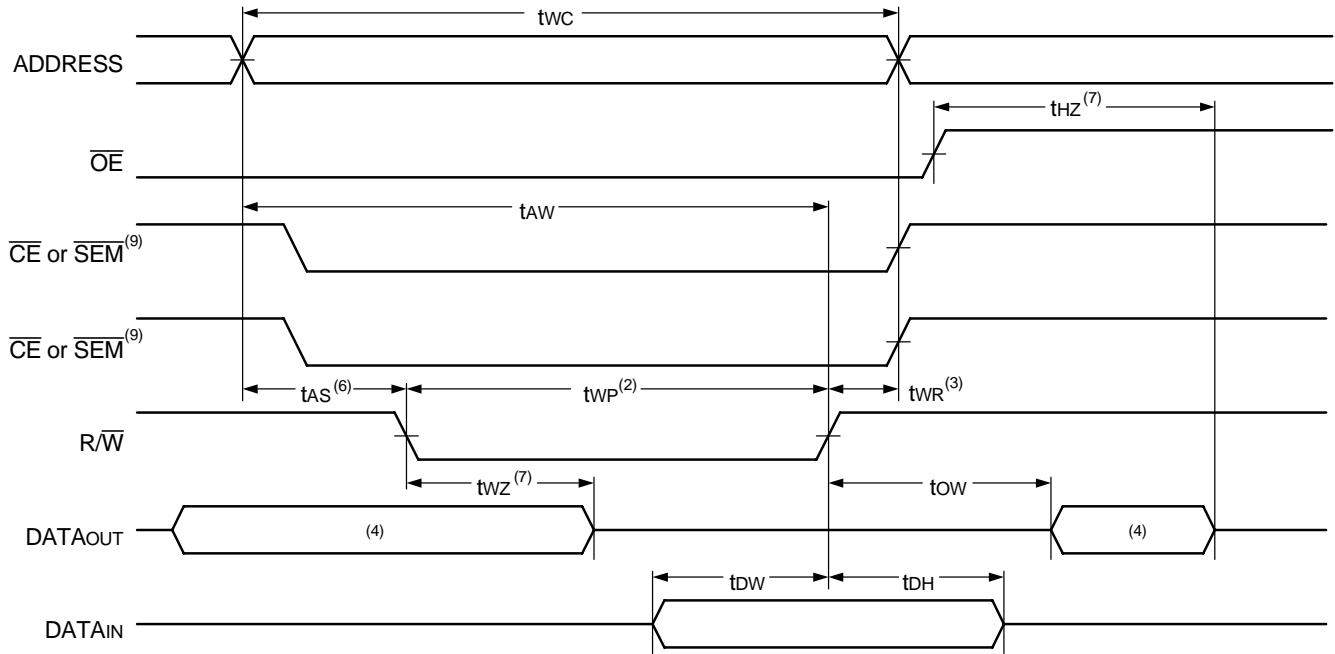 tWC
ADDRESS
tHZ(7)
OE
tAW
CE or SEM(9)
CE or SEM(9)
tAS(6)
tWP(2)
tWR(3)
R/W
tWZ(7)
tOW
DATAOUT
(4)
(4)
tDW
tDH
DATAIN